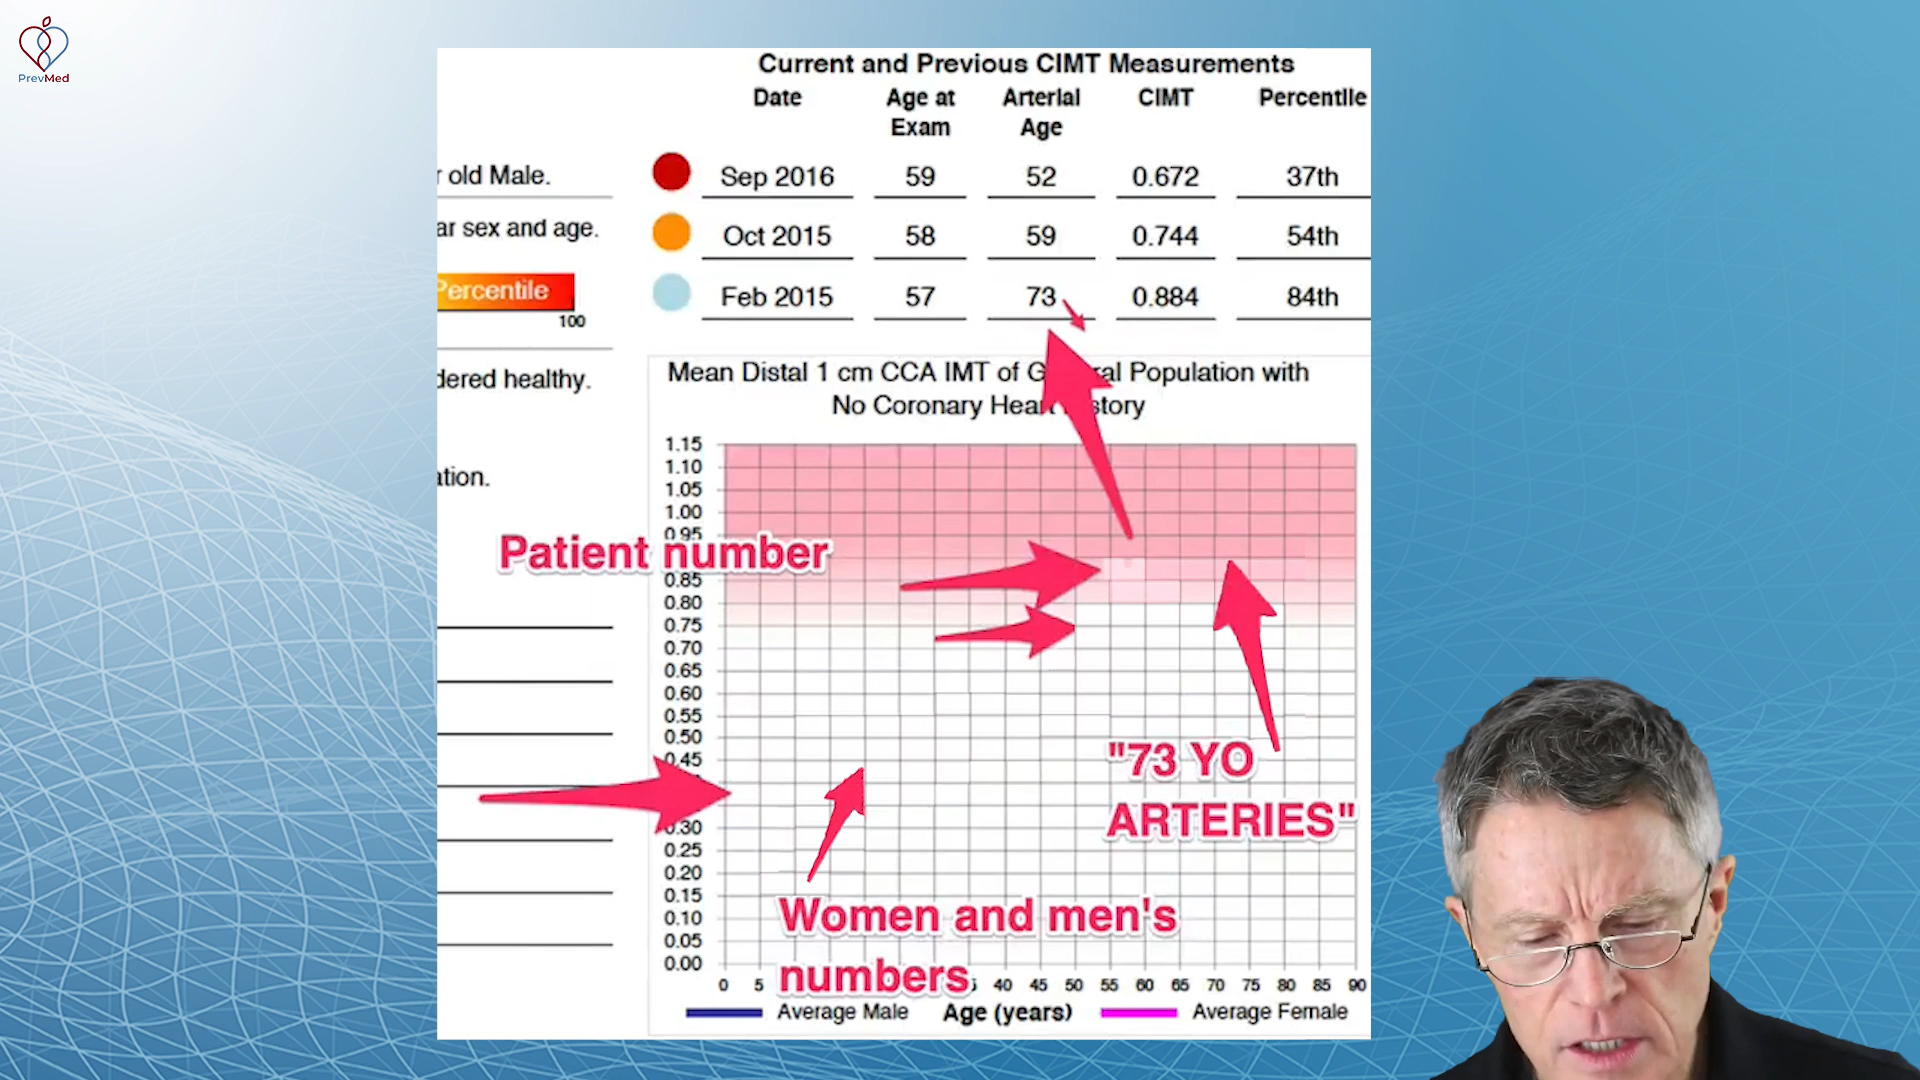 PrevMed
Current and Previous CIMT Measurements
Date Age at Exam Arterial Age CIMT Percentile
Sep 2016 59 52 0.672 37th
Oct 2015 58 59 0.744 54th
Feb 2015 57 73 0.884 84th
old Male.
ar sex and age.
Percentile
100
dered healthy.
ation.
Mean Distal 1 cm CCA IMT of General Population with
No Coronary Heart History
1.15
1.10
1.05
1.00
0.95
Patient number
0.85
0.80
0.75
0.70
0.65
0.60
0.55
0.50
0.45
0.30
0.25
0.20
0.15
0.10
0.05
0.00
"73 YO
ARTERIES"
Women and men's
numbers
0 5 40 45 50 55 60 65 70 75 80 85 90
Average Male Age (years) Average Female